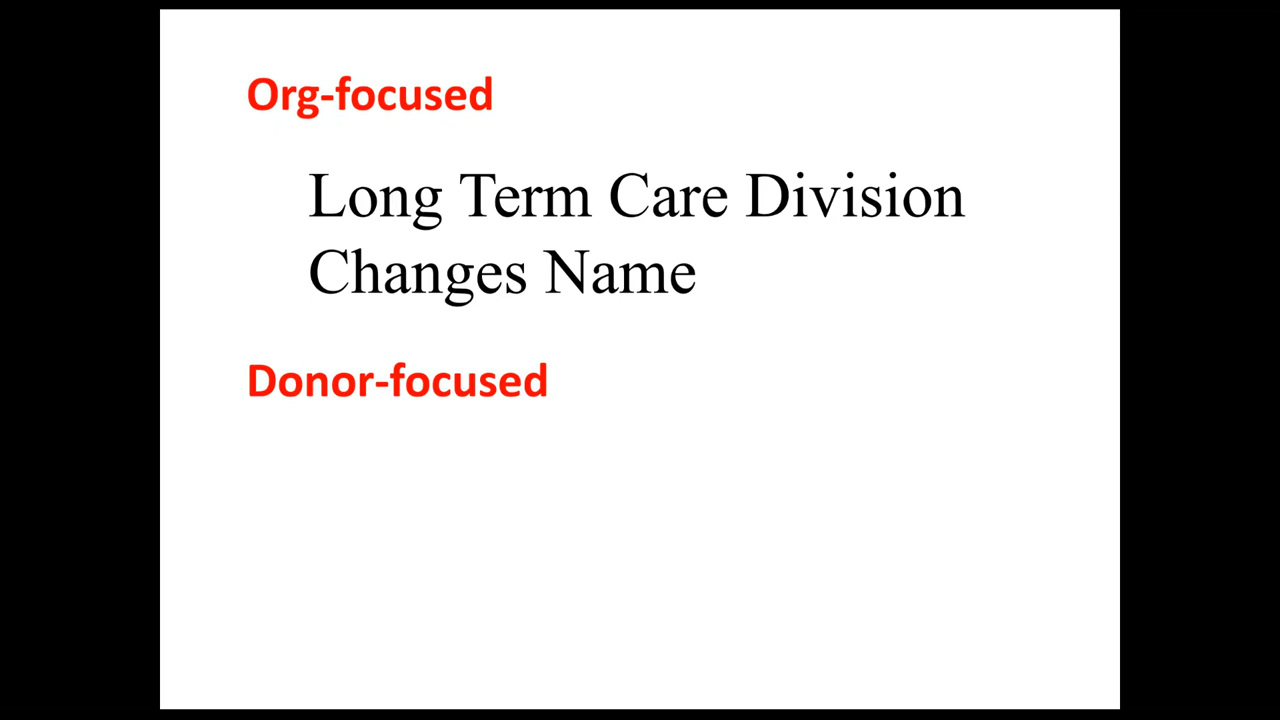 Org-focused
Long Term Care Division
Changes Name
Donor-focused